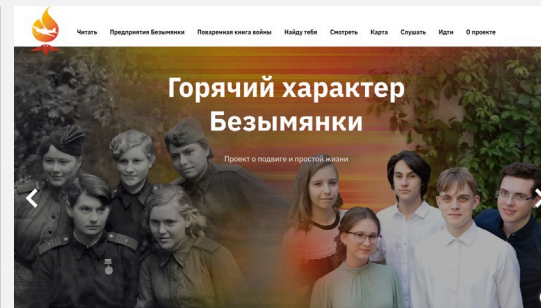 Читать Предприятия Безымянки Поваренная книга войны Найду тебя Смотреть Карта Слушать Идти О проекте
Горячий характер
Безымянки
Проект о подвиге и простой жизни